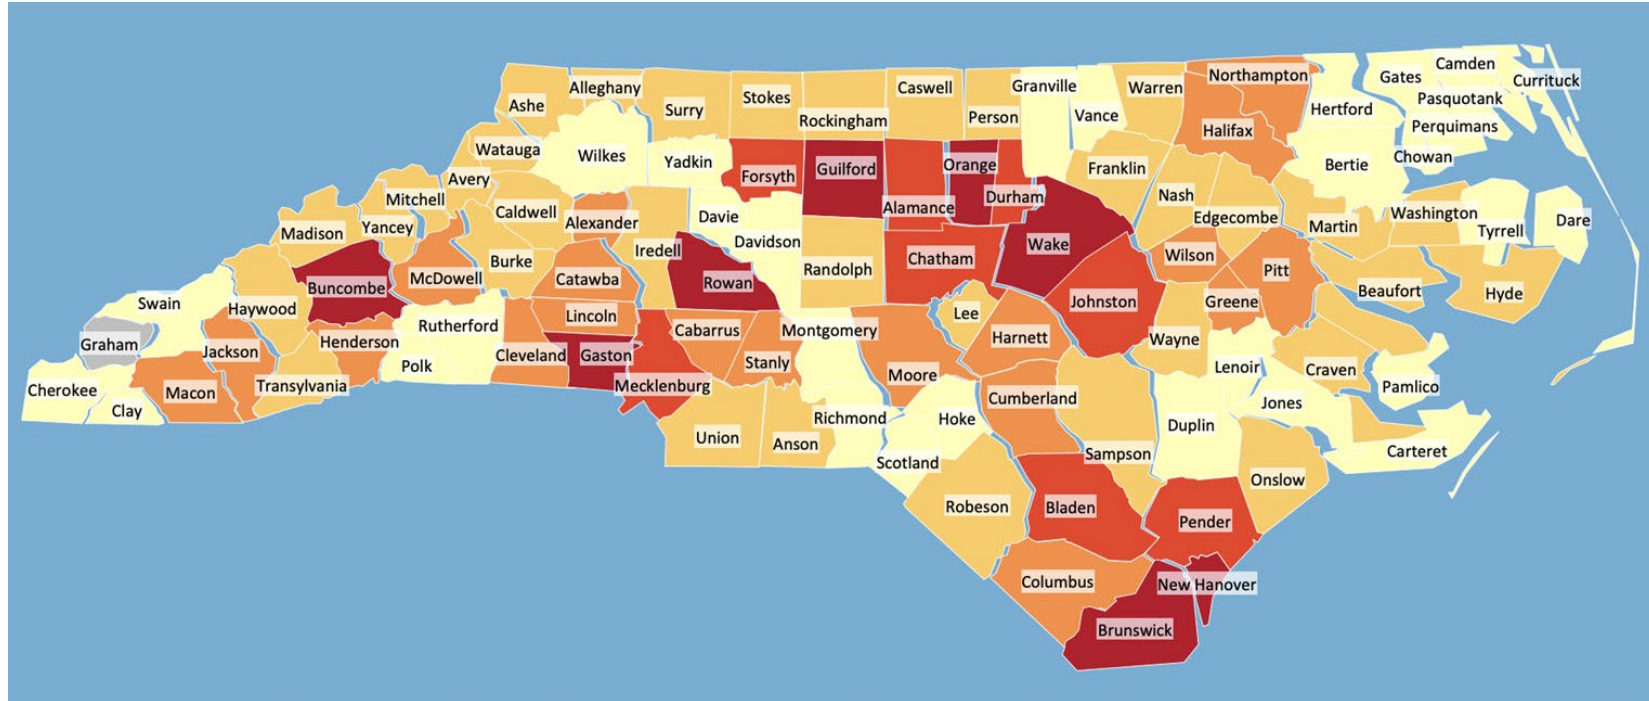 Ashe
Alleghany
Surry
Stokes
Rockingham
Caswell
Person
Granville
Vance
Warren
Northampton
Halifax
Hertford
Gates
Camden
Currituck
Pasquotank
Perquimans
Chowan
Bertie
Watauga
Wilkes
Yadkin
Forsyth
Guilford
Alamance
Orange
Durham
Franklin
Nash
Edgecombe
Martin
Washington
Tyrrell
Dare
Avery
Mitchell
Yancey
Madison
Caldwell
Alexander
Iredell
Davie
Davidson
Randolph
Chatham
Wake
Johnston
Wilson
Pitt
Greene
Beaufort
Hyde
Buncombe
McDowell
Burke
Catawba
Rowan
Haywood
Swain
Graham
Cherokee
Clay
Macon
Jackson
Transylvania
Henderson
Polk
Rutherford
Cleveland
Lincoln
Gaston
Mecklenburg
Cabarrus
Stanly
Montgomery
Moore
Lee
Harnett
Wayne
Lenoir
Craven
Pamlico
Jones
Carteret
Onslow
Duplin
Sampson
Cumberland
Hoke
Scotland
Richmond
Anson
Union
Robeson
Bladen
Pender
Columbus
New Hanover
Brunswick